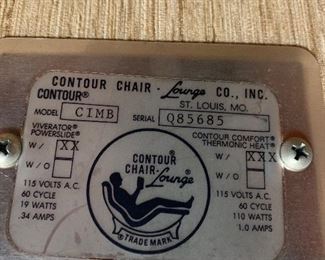 CONTOUR CHAIR - Lounge CO., INC.
CONTOUR® ST. LOUIS, MO.
MODEL CIMB SERIAL Q85685
VIVERATOR®
POWERSLIDE®
W/ XX
W/O
115 VOLTS A.C.
60 CYCLE
19 WATTS
.34 AMPS
CONTOUR
CHAIR-Lounge
TRADE MARK
CONTOUR COMFORT
THERMONIC HEAT®
W/ XXX
W/O
115 VOLTS A.C.
60 CYCLE
110 WATTS
1.0 AMPS